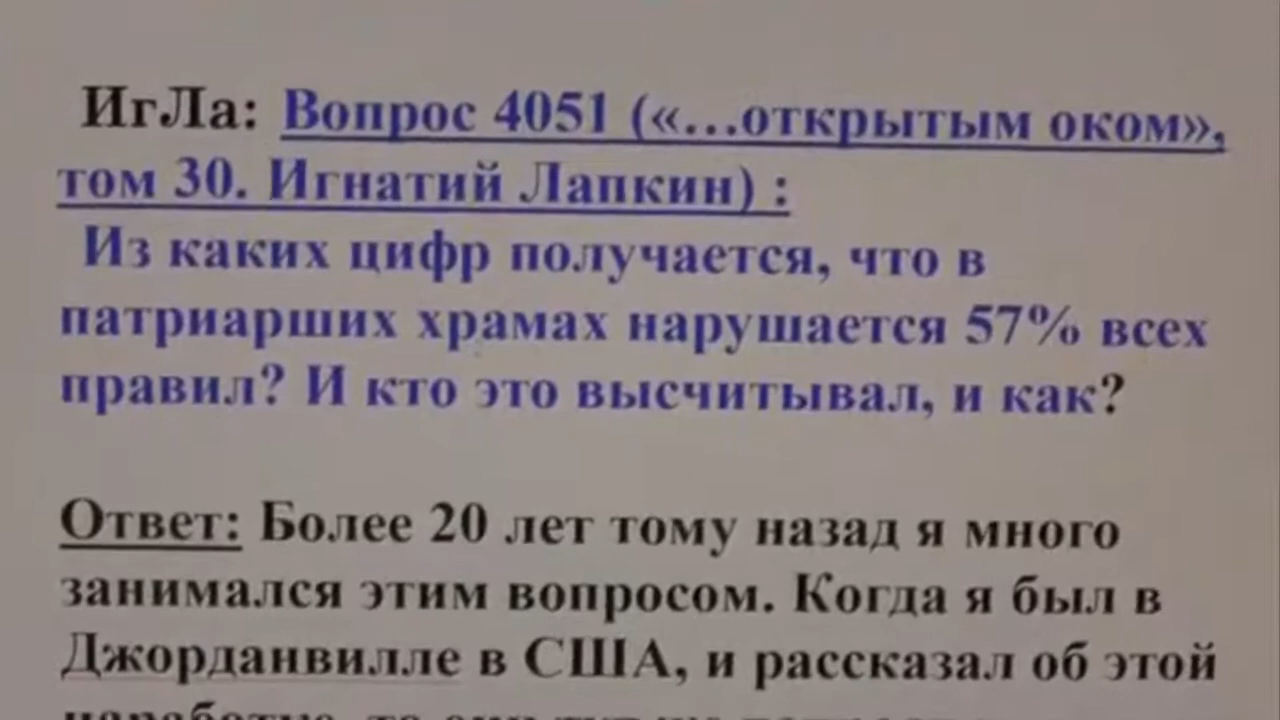 ИгЛа: Вопрос 4051 («...открытым оком»,
том 30. Игнатий Лапкин) :
Из каких цифр получается, что в
патриарших храмах нарушается 57% всех
правил? И кто это высчитывал, и как?
Ответ: Более 20 лет тому назад я много
занимался этим вопросом. Когда я был в
Джорданвилле в США, и рассказал об этой